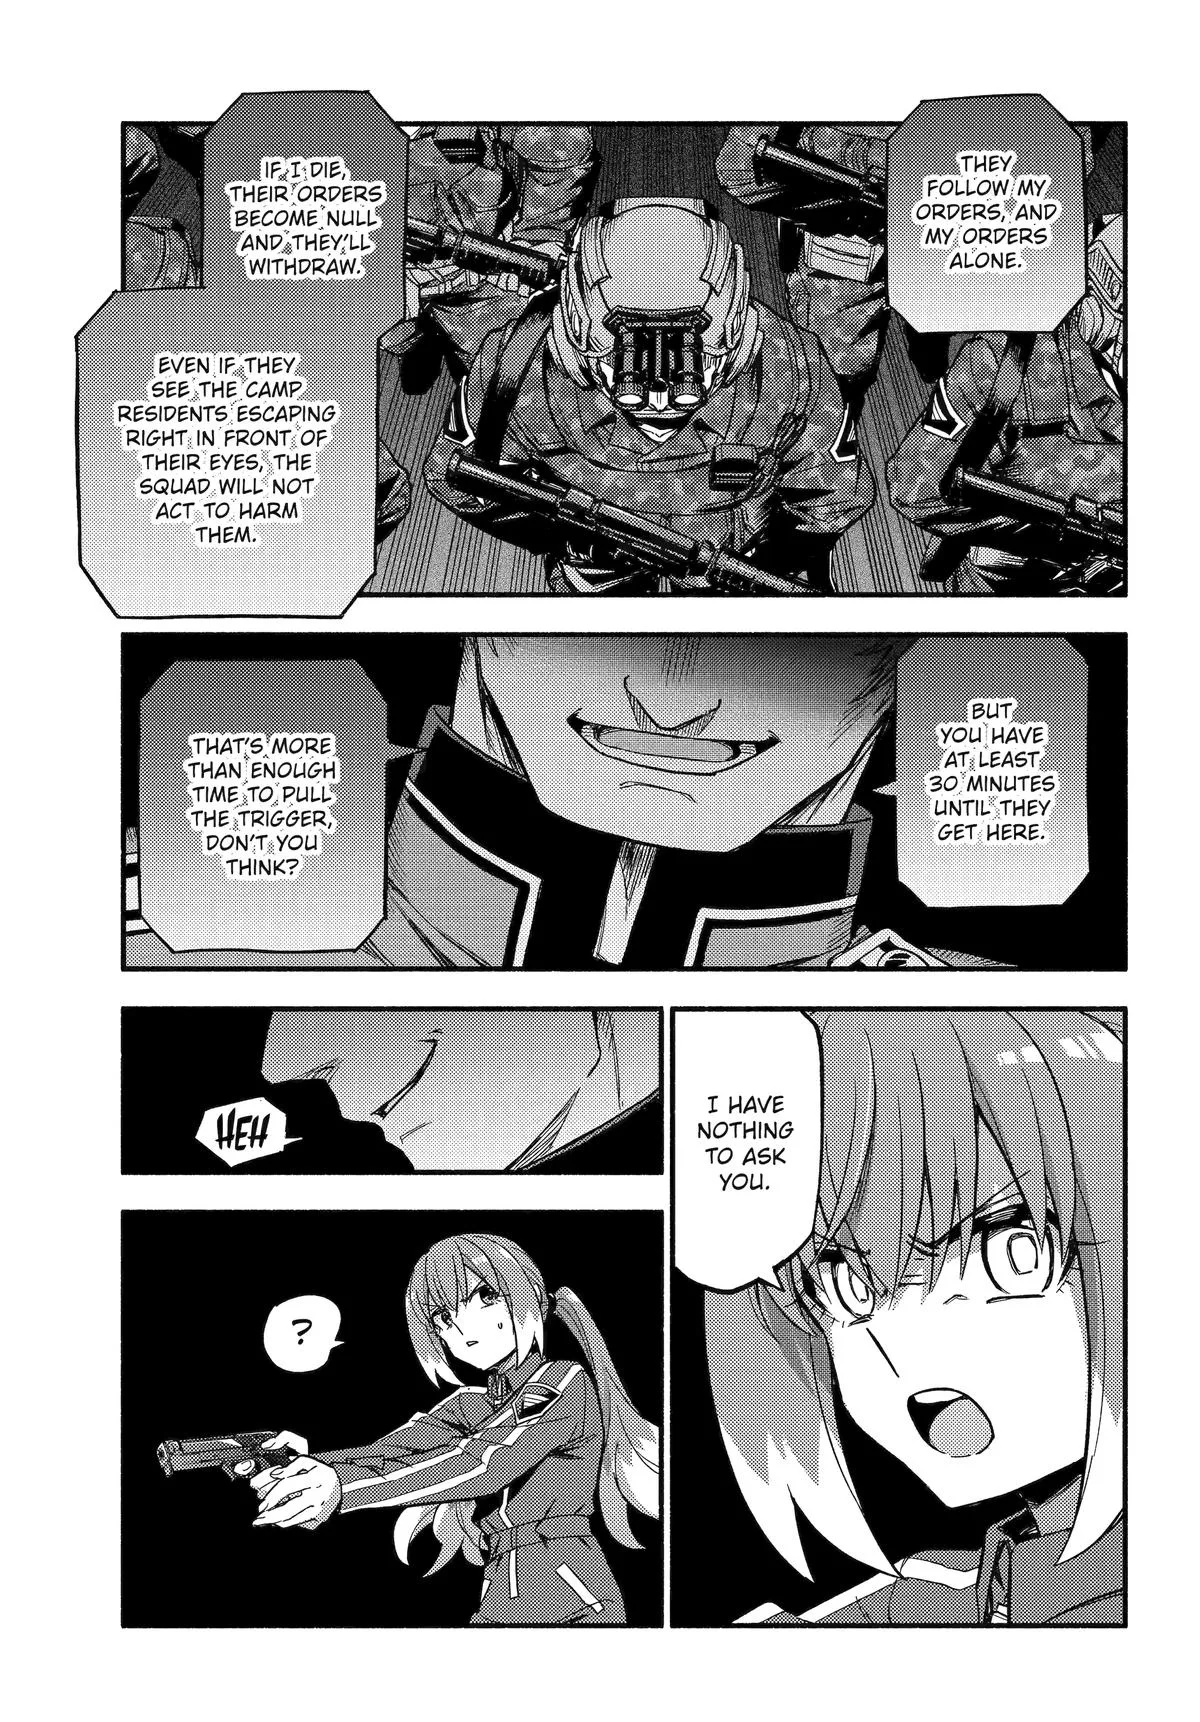 THEY
FOLLOW MY
ORDERS, AND
MY ORDERS
ALONE.
IF I DIE,
THEIR ORDERS
BECOME NULL
AND THEY'LL
WITHDRAW.
EVEN IF THEY
SEE THE CAMP
RESIDENTS ESCAPING
RIGHT IN FRONT OF
THEIR EYES, THE
SQUAD WILL NOT
ACT TO HARM
THEM.
BUT
YOU HAVE
AT LEAST
30 MINUTES
UNTIL THEY
GET HERE.
THAT'S MORE
THAN ENOUGH
TIME TO PULL
THE TRIGGER,
DON'T YOU
THINK?
I HAVE
NOTHING
TO ASK
YOU.
HEH
?